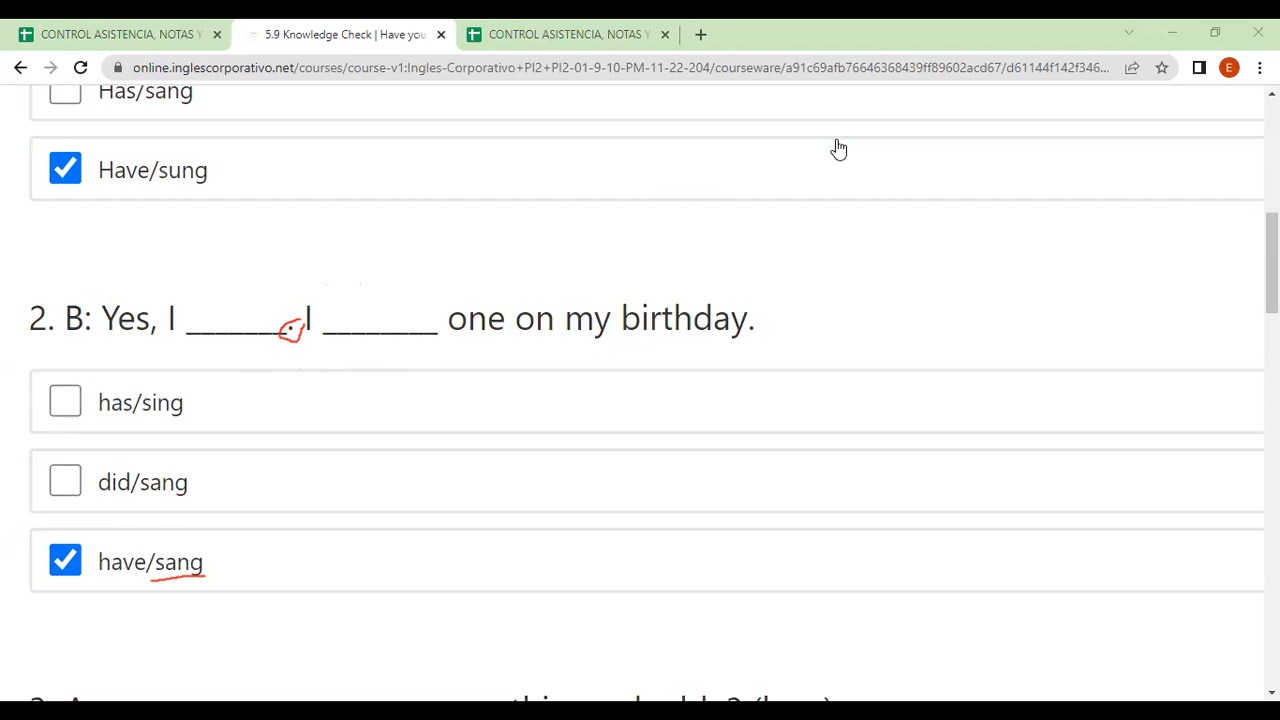 CONTROL ASISTENCIA, NOTAS Y
5.9 Knowledge Check | Have you
CONTROL ASISTENCIA, NOTAS Y
online.inglescorporativo.net/courses/course-v1:Ingles-Corporativo+PI2+PI2-01-9-10-PM-11-22-204/courseware/a91c69afb76646368439ff89602acd67/d61144f142f346...
E
Has/sang
Have/sung
2. B: Yes, I _______. I ________ one on my birthday.
has/sing
did/sang
have/sang